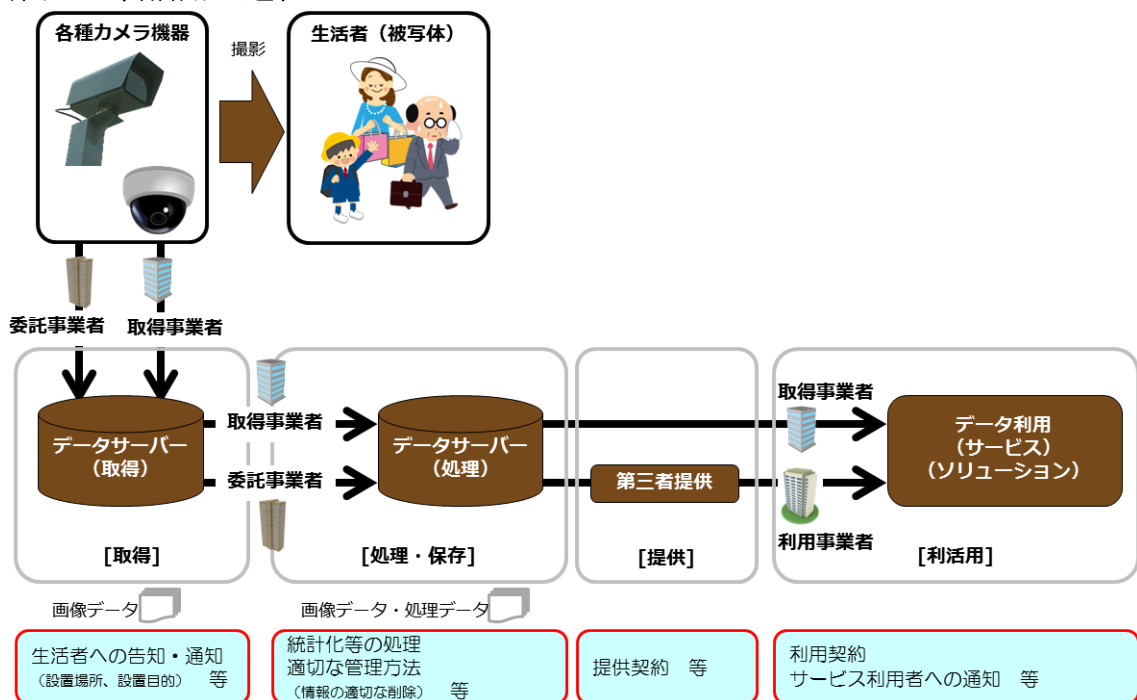 各種カメラ機器
撮影
生活者（被写体）
委託事業者
取得事業者
データサーバー
（取得）
取得事業者
委託事業者
データサーバー
（処理）
第三者提供
取得事業者
利用事業者
データ利用
（サービス）
（ソリューション）
[取得]
[処理・保存]
[提供]
[利活用]
画像データ
画像データ・処理データ
生活者への告知・通知
（設置場所、設置目的） 等
統計化等の処理
適切な管理方法
（情報の適切な削除） 等
提供契約 等
利用契約
サービス利用者への通知 等